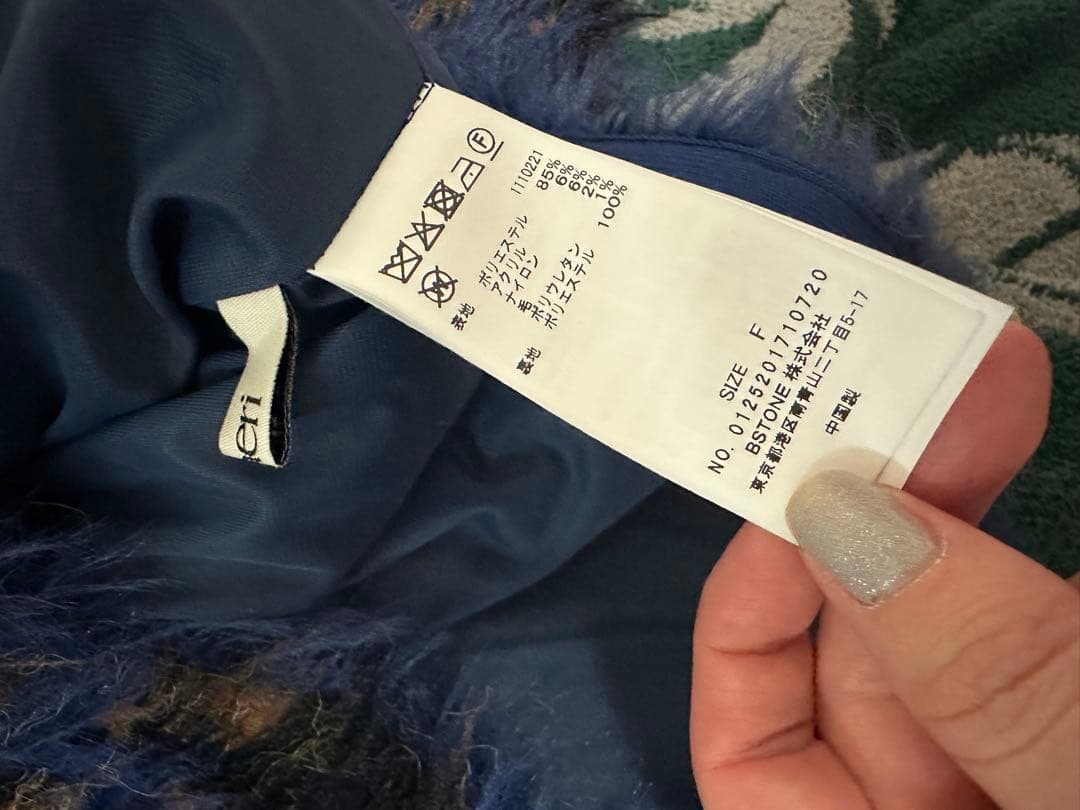 F
1110221
表地 ポリエステル 85%
アクリル 6%
ナイロン 6%
毛 2%
ポリウレタン 1%
裏地 ポリエステル 100%
SIZE F
NO. 0125201710720
BSTONE 株式会社
東京都港区南青山二丁目5-17
中国製
eri